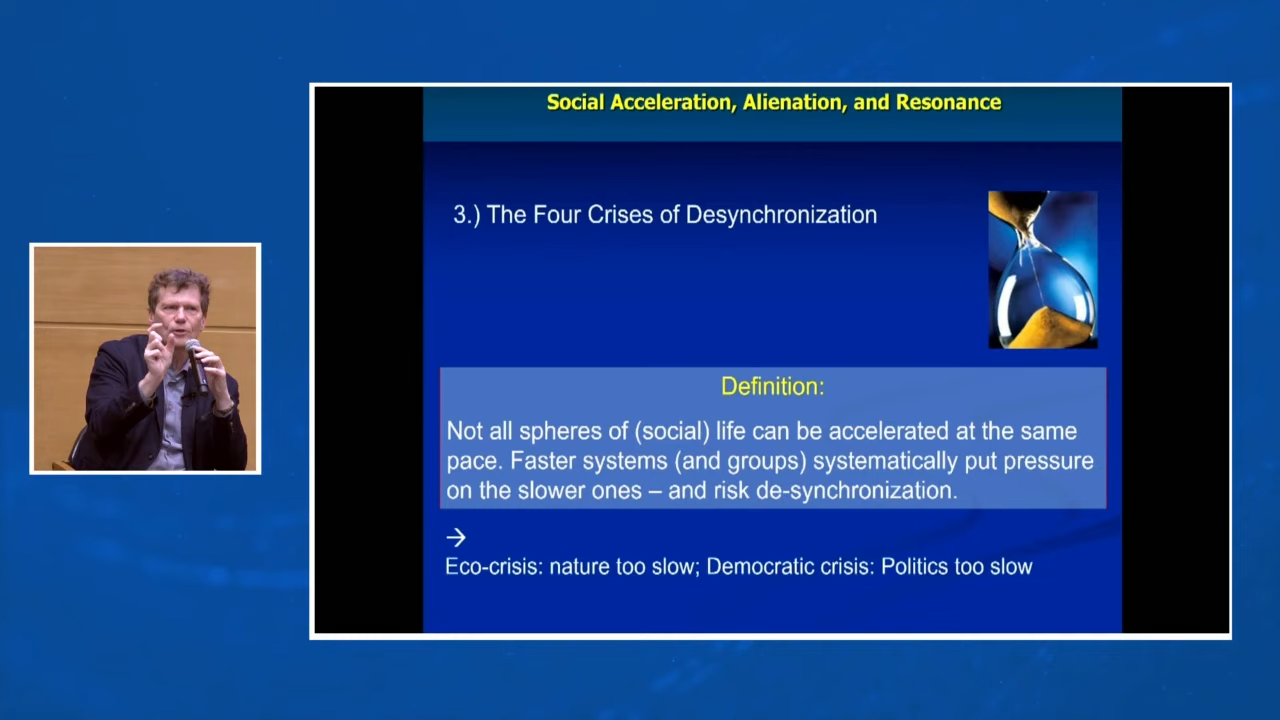 Social Acceleration, Alienation, and Resonance
3.) The Four Crises of Desynchronization
Definition:
Not all spheres of (social) life can be accelerated at the same
pace. Faster systems (and groups) systematically put pressure
on the slower ones – and risk de-synchronization.
→
Eco-crisis: nature too slow; Democratic crisis: Politics too slow